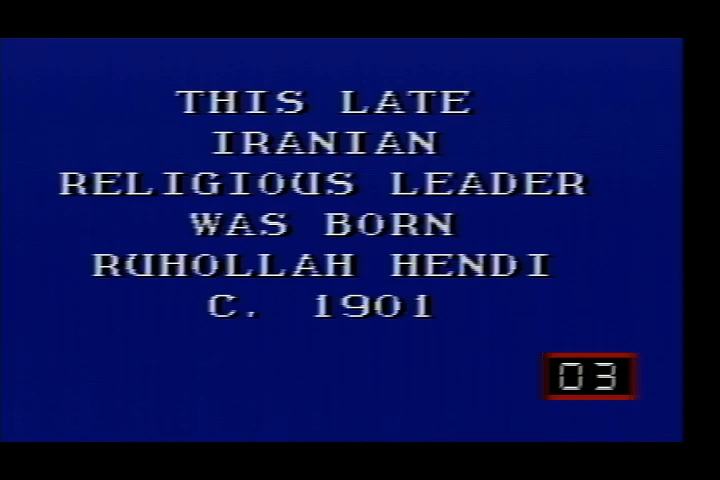 THIS LATE
IRANIAN
RELIGIOUS LEADER
WAS BORN
RUHOLLAH HENDI
C. 1901
03